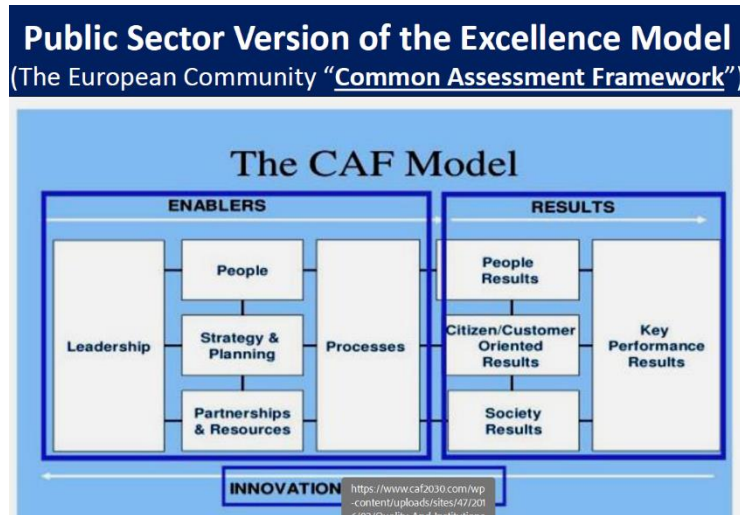 Public Sector Version of the Excellence Model
(The European Community “Common Assessment Framework”)
The CAF Model
ENABLERS
RESULTS
Leadership
People
Strategy &
Planning
Partnerships
& Resources
Processes
People
Results
Citizen/Customer
Oriented
Results
Society
Results
Key
Performance
Results
INNOVATION
https://www.caf2030.com/wp
-content/uploads/sites/47/201